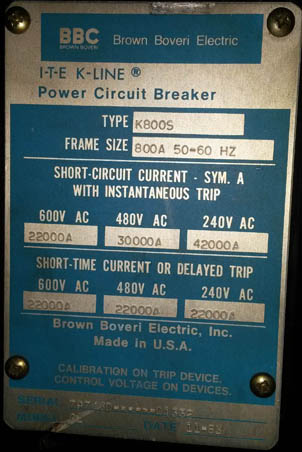 BBC
BROWN BOVERI
Brown Boveri Electric
I-T-E K-LINE ®
Power Circuit Breaker
TYPE K800S
FRAME SIZE 800A 50-60 HZ
SHORT-CIRCUIT CURRENT - SYM. A
WITH INSTANTANEOUS TRIP
600V AC 480V AC 240V AC
22000A 30000A 42000A
SHORT-TIME CURRENT OR DELAYED TRIP
600V AC 480V AC 240V AC
22000A 22000A 22000A
Brown Boveri Electric, Inc.
Made in U.S.A.
CALIBRATION ON TRIP DEVICE.
CONTROL VOLTAGE ON DEVICES.
SERIAL
NUMBER DATE